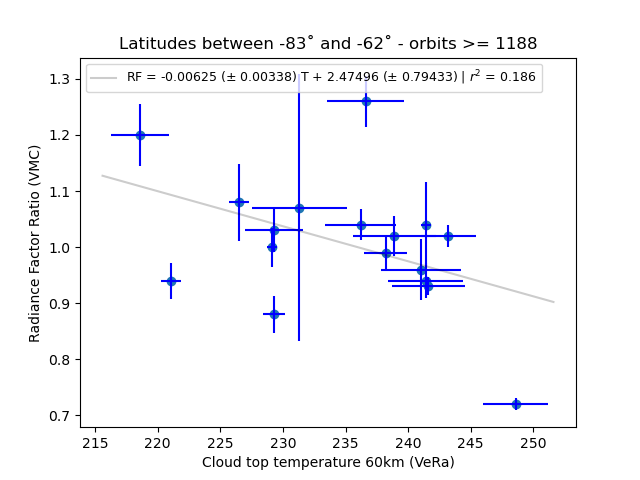 Latitudes between -83˚ and -62˚ - orbits >= 1188
RF = -0.00625 (± 0.00338) T + 2.47496 (± 0.79433) | r² = 0.186
Radiance Factor Ratio (VMC)
1.3
1.2
1.1
1.0
0.9
0.8
0.7
215 220 225 230 235 240 245 250
Cloud top temperature 60km (VeRa)